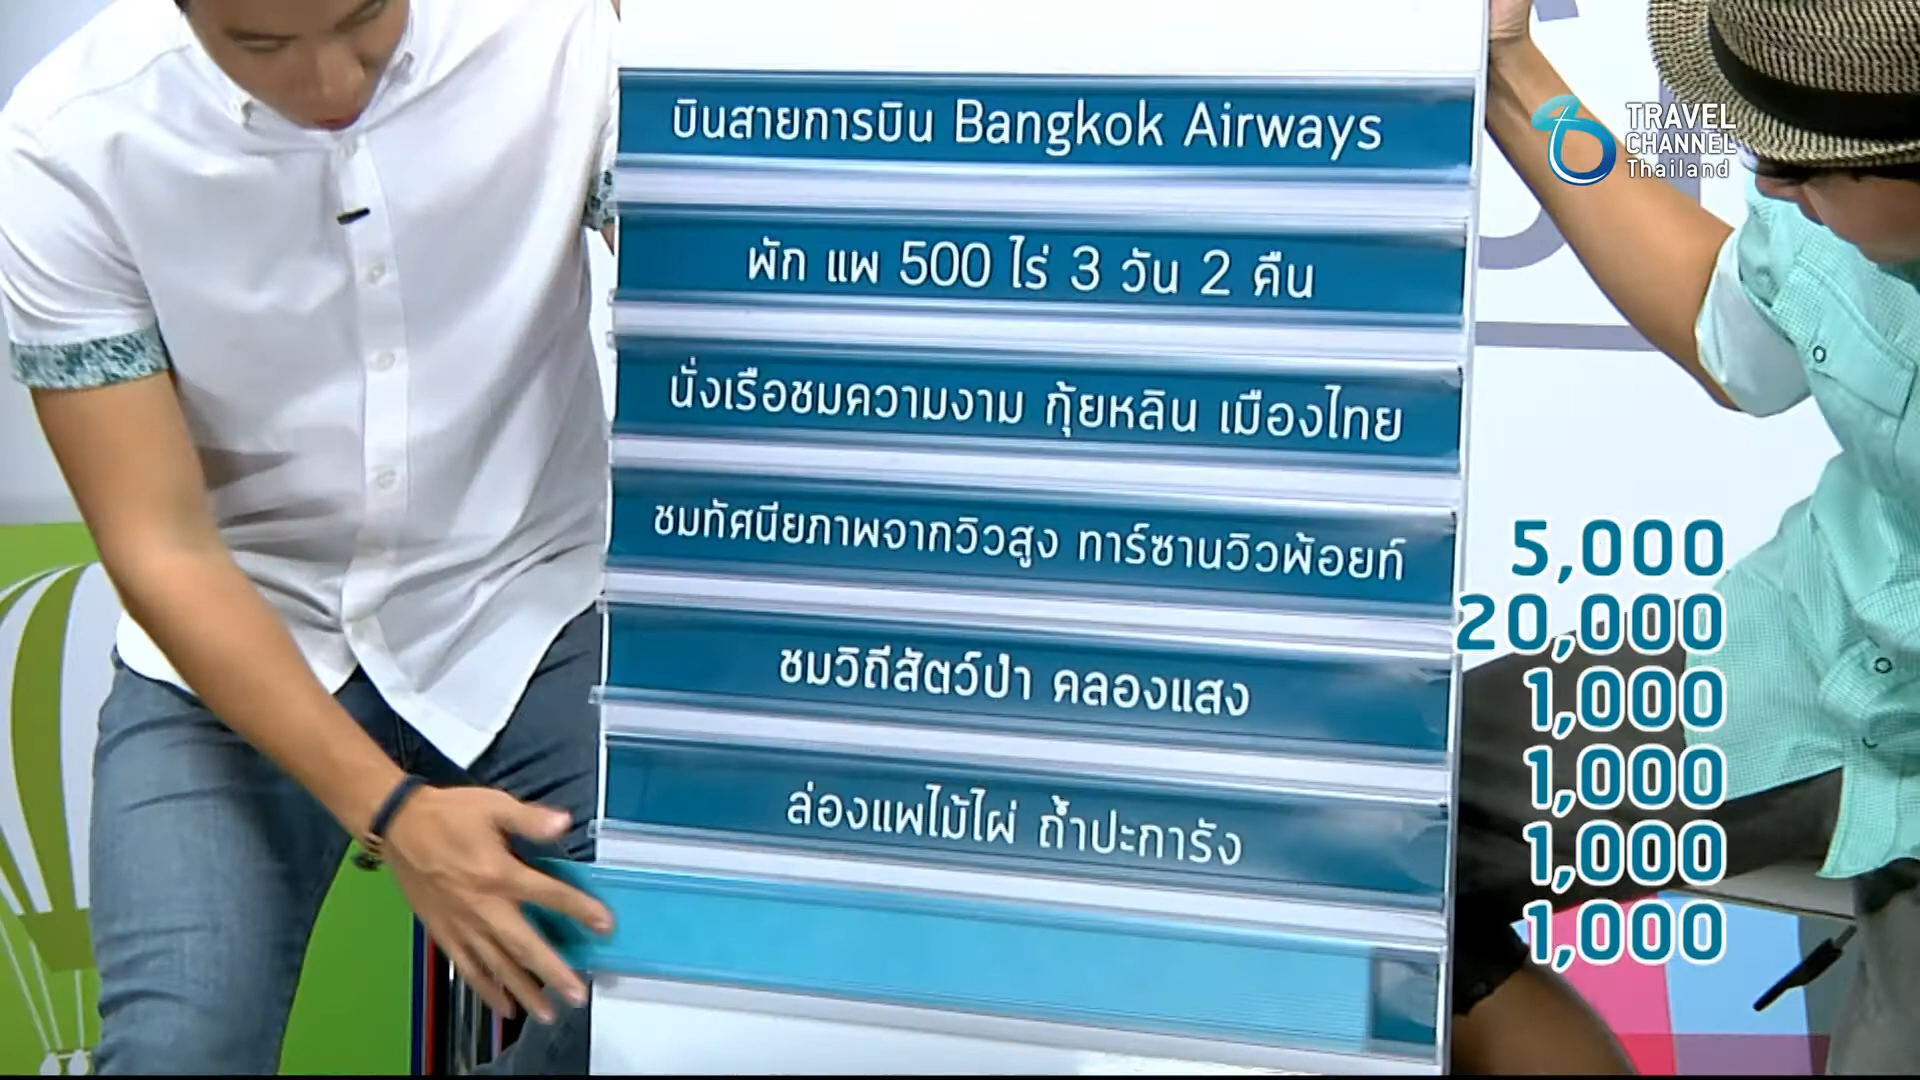 บินสายการบิน Bangkok Airways
พัก แพ 500 ไร่ 3 วัน 2 คืน
นั่งเรือชมความงาม กุ้ยหลิน เมืองไทย
ชมทัศนียภาพจากวิวสูง ทาร์ซานวิวพ้อยท์
ชมวิถีสัตว์ป่า คลองแสง
ล่องแพไม้ไผ่ ถ้ำปะการัง
TRAVEL
CHANNEL
Thailand
5,000
20,000
1,000
1,000
1,000
1,000